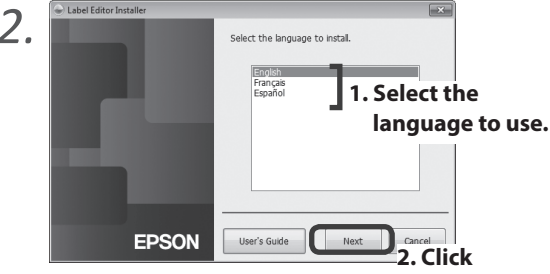 2.
Label Editor Installer
Select the language to install.
English
Français
Español
1. Select the
language to use.
EPSON
User's Guide
Next
Cancel
2. Click